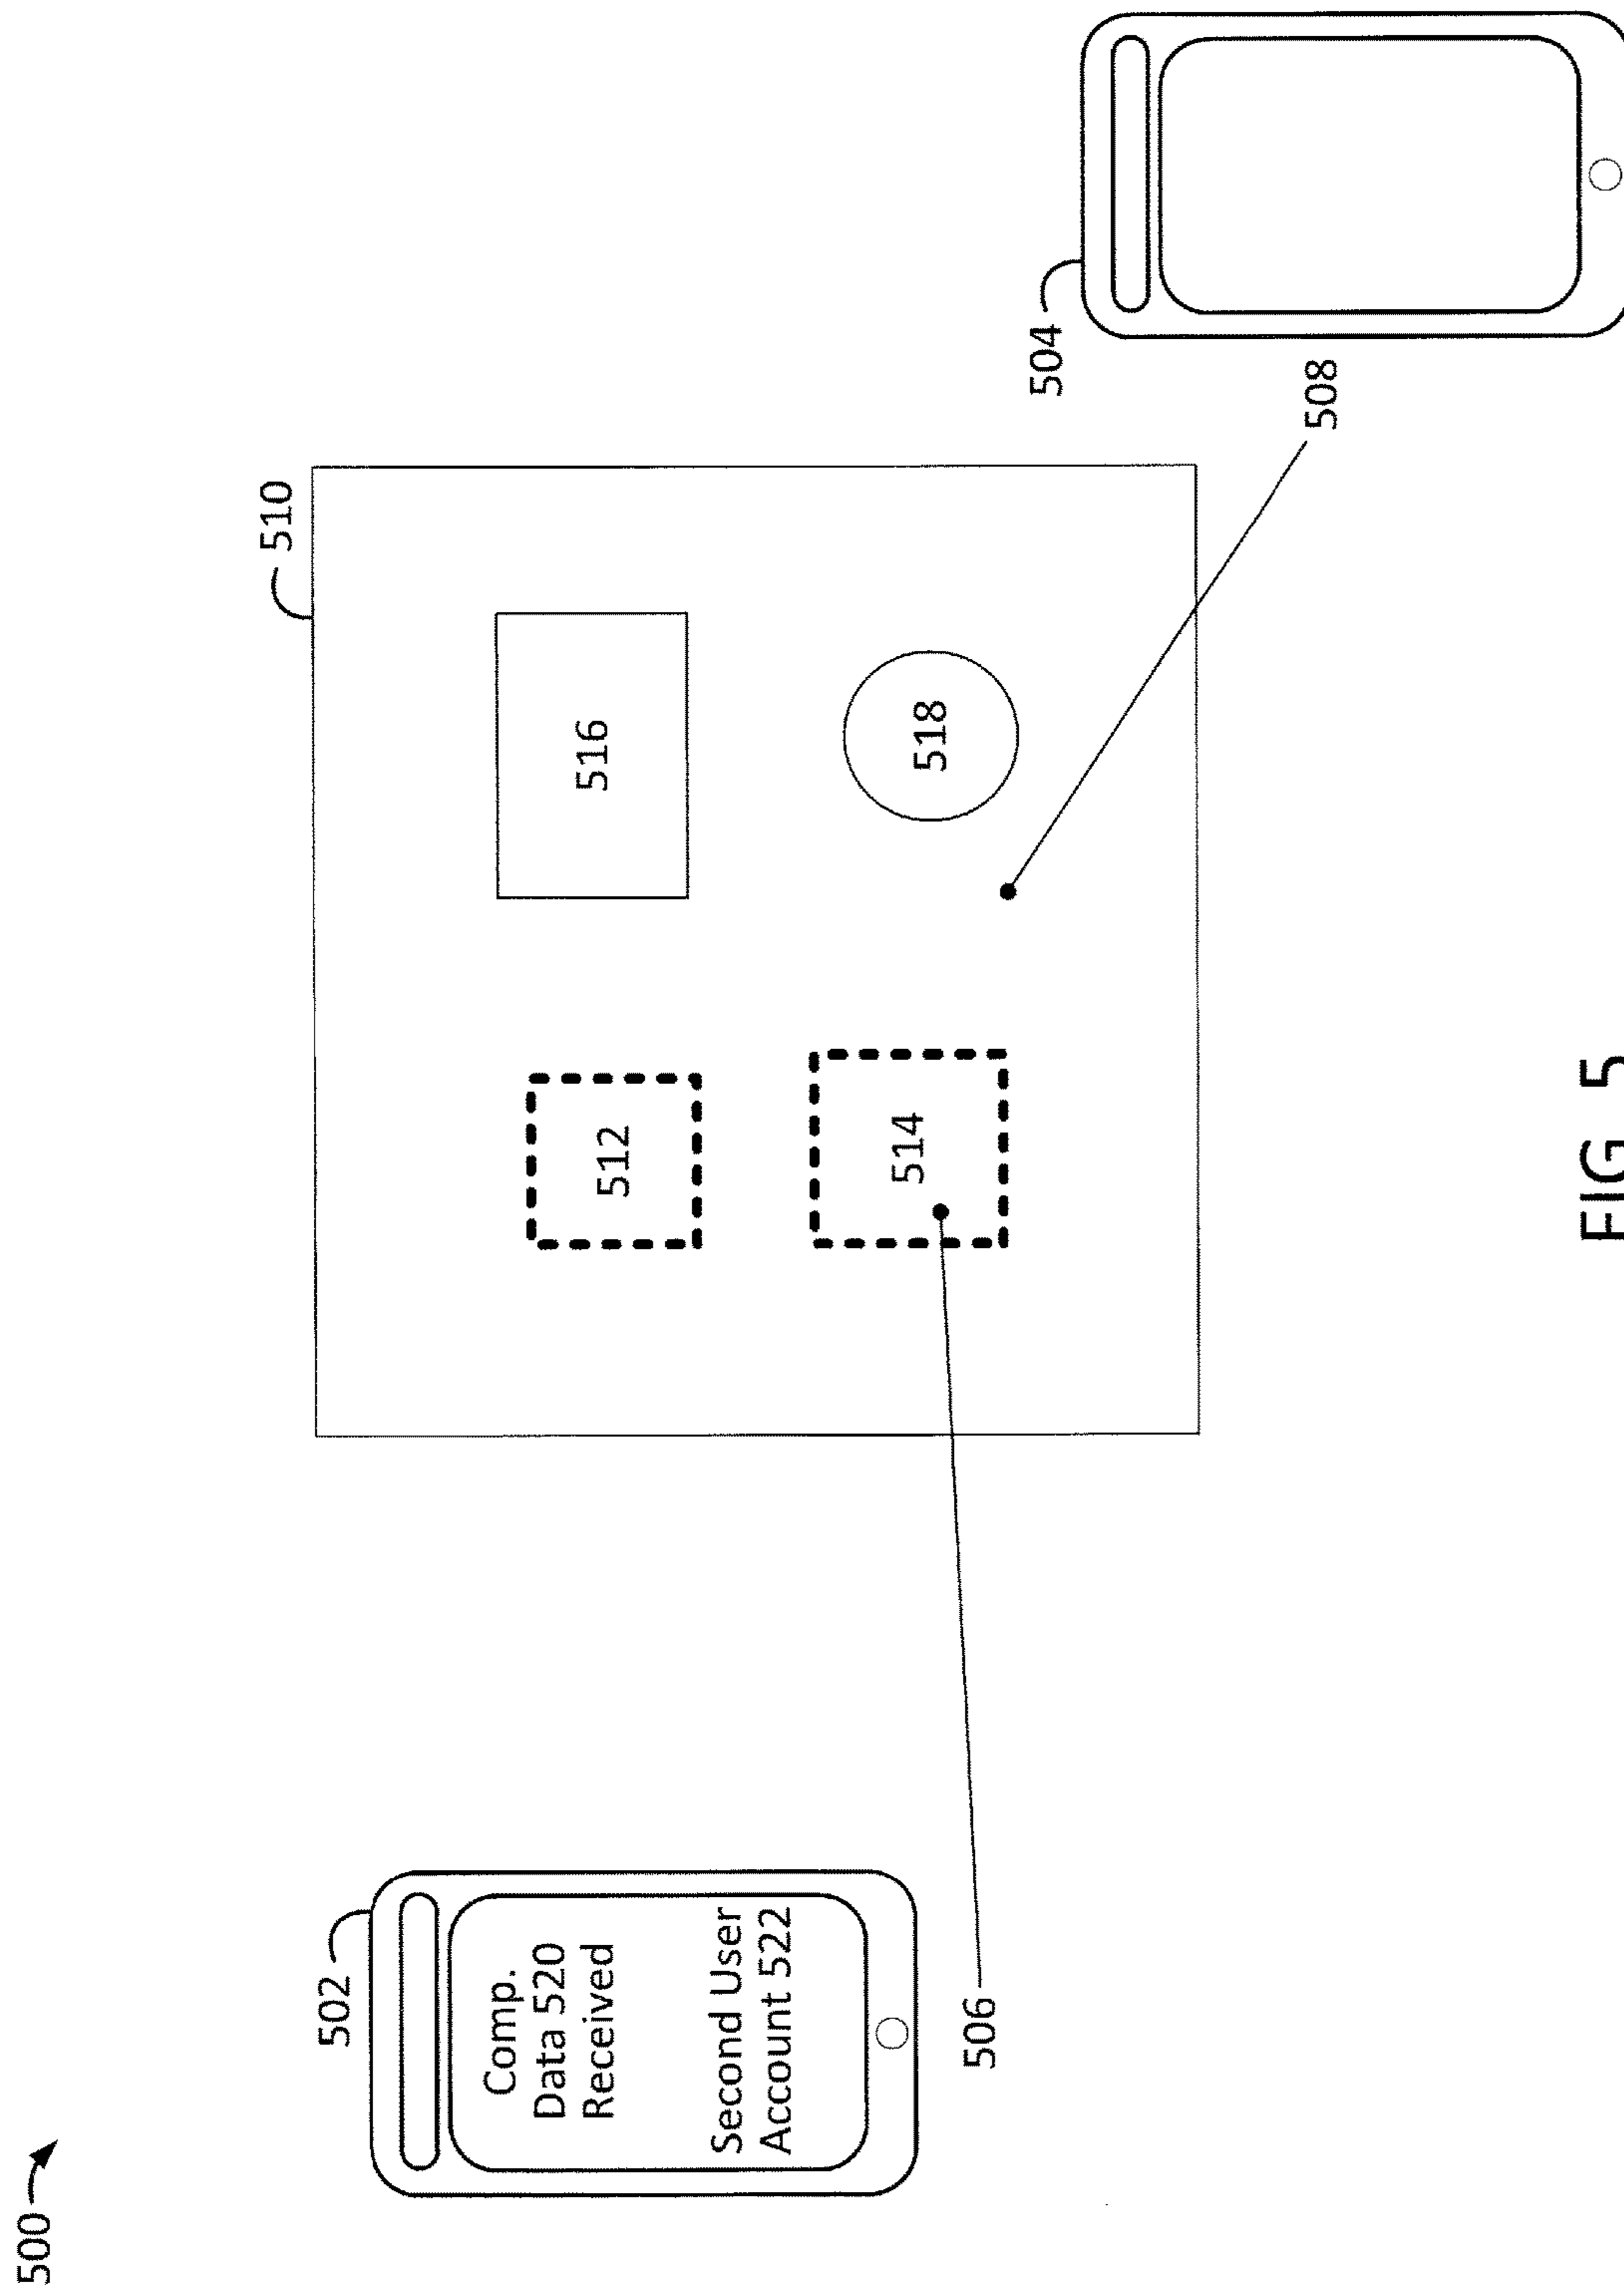 500
502
Comp.
Data 520
Received
Second User
Account 522
506
510
512
514
516
518
504
508
FIG. 5